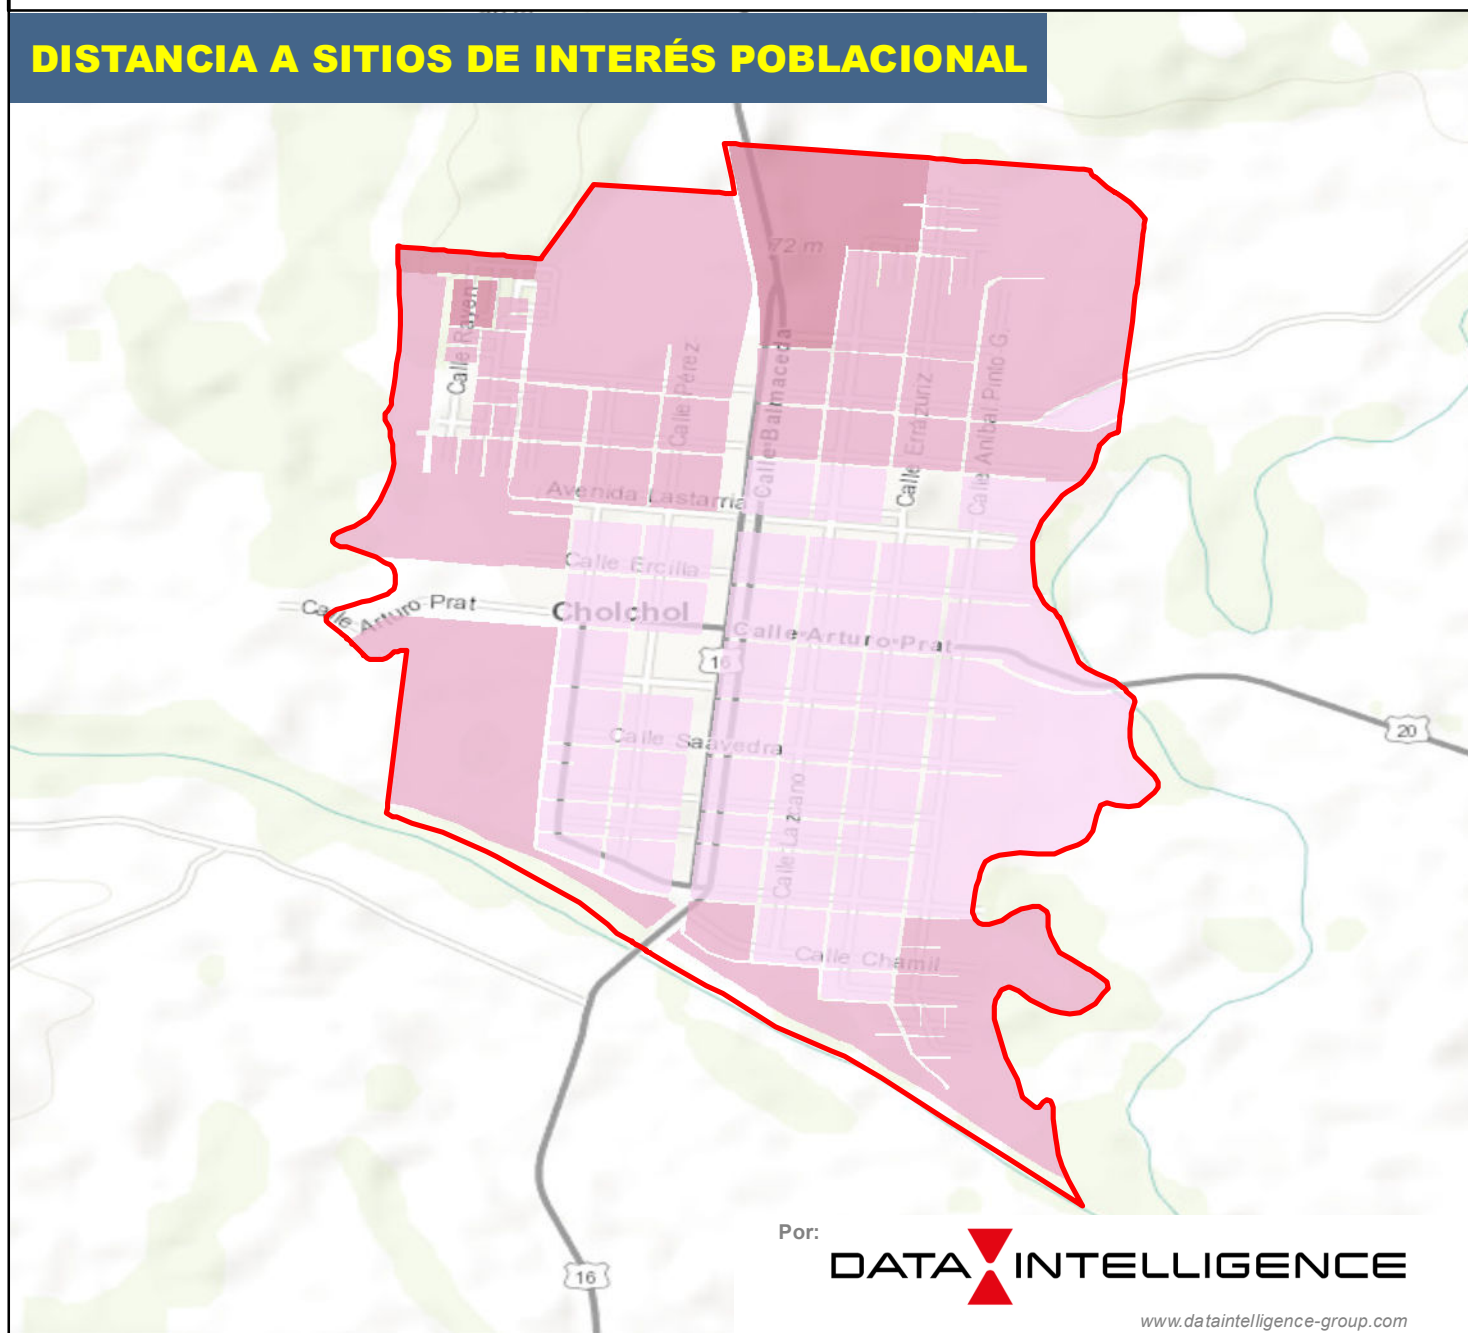 DISTANCIA A SITIOS DE INTERÉS POBLACIONAL
72 m
Calle Raven
Calle Pérez
Calle Balmaceda
Calle Errázuriz
Calle Aníbal Pinto G.
Avenida Lastarria
Calle Ercilla
Cholchol
Calle Arturo Prat
Calle Arturo Prat
16
20
Calle Saavedra
Calle Lazcano
Calle Chamil
16
Por:
DATA INTELLIGENCE
www.dataintelligence-group.com